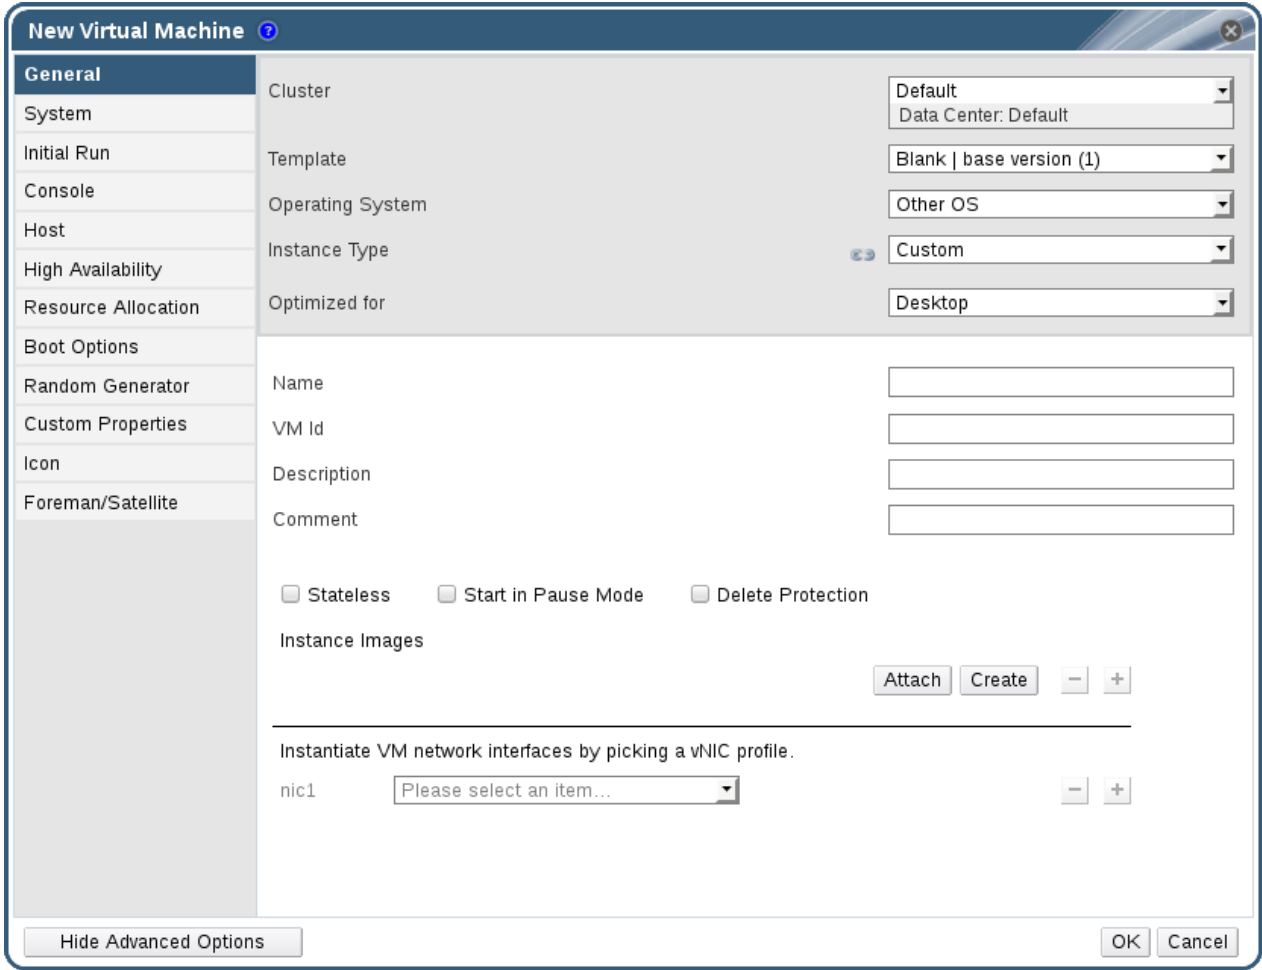 New Virtual Machine ?
General
System
Initial Run
Console
Host
High Availability
Resource Allocation
Boot Options
Random Generator
Custom Properties
Icon
Foreman/Satellite
Cluster Default
Data Center: Default
Template Blank | base version (1)
Operating System Other OS
Instance Type Custom
Optimized for Desktop
Name
VM Id
Description
Comment
Stateless Start in Pause Mode Delete Protection
Instance Images
Attach Create − +
Instantiate VM network interfaces by picking a vNIC profile.
nic1 Please select an item... − +
Hide Advanced Options OK Cancel